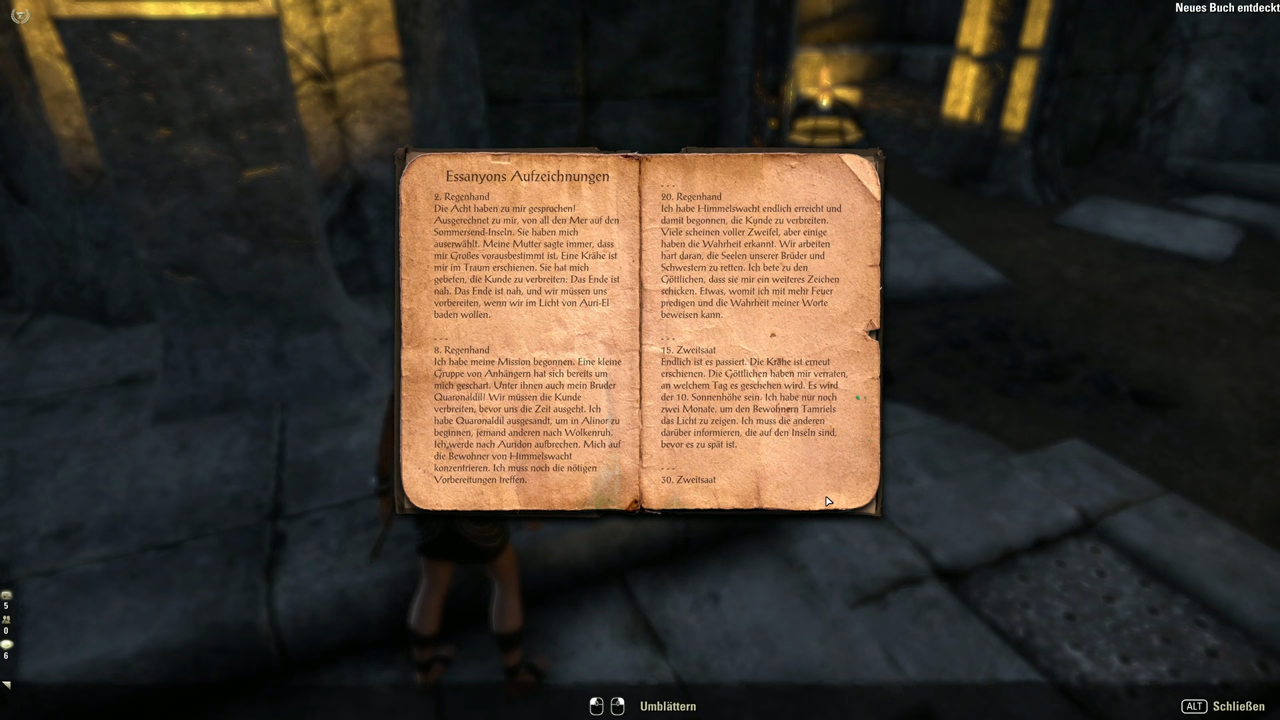 Neues Buch entdeckt
Essanyons Aufzeichnungen
2. Regenhand
Die Acht haben zu mir gesprochen!
Ausgerechnet zu mir, von all den Mer auf den
Sommersend-Inseln. Sie haben mich
auserwählt. Meine Mutter sagte immer, dass
mir Großes vorausbestimmt ist. Eine Krähe ist
mir im Traum erschienen. Sie hat mich
gebeten, die Kunde zu verbreiten: Das Ende ist
nah. Das Ende ist nah, und wir müssen uns
vorbereiten, wenn wir im Licht von Auri-El
baden wollen.
- - -
8. Regenhand
Ich habe meine Mission begonnen. Eine kleine
Gruppe von Anhängern hat sich bereits um
mich geschart. Unter ihnen auch mein Bruder
Quaronaldil! Wir müssen die Kunde
verbreiten, bevor uns die Zeit ausgeht. Ich
habe Quaronaldil ausgesandt, um in Alinor zu
beginnen, jemand anderen nach Wolkenruh.
Ich werde nach Auridon aufbrechen. Mich auf
die Bewohner von Himmelswacht
konzentrieren. Ich muss noch die nötigen
Vorbereitungen treffen.
- - -
20. Regenhand
Ich habe Himmelswacht endlich erreicht und
damit begonnen, die Kunde zu verbreiten.
Viele scheinen voller Zweifel, aber einige
haben die Wahrheit erkannt. Wir arbeiten
hart daran, die Seelen unserer Brüder und
Schwestern zu retten. Ich bete zu den
Göttlichen, dass sie mir ein weiteres Zeichen
schicken. Etwas, womit ich mit mehr Feuer
predigen und die Wahrheit meiner Worte
beweisen kann.
- - -
15. Zweitsaat
Endlich ist es passiert. Die Krähe ist erneut
erschienen. Die Göttlichen haben mir verraten,
an welchem Tag es geschehen wird. Es wird
der 10. Sonnenhöhe sein. Ich habe nur noch
zwei Monate, um den Bewohnern Tamriels
das Licht zu zeigen. Ich muss die anderen
darüber informieren, die auf den Inseln sind,
bevor es zu spät ist.
- - -
30. Zweitsaat
5
0
6
Umblättern
ALT Schließen